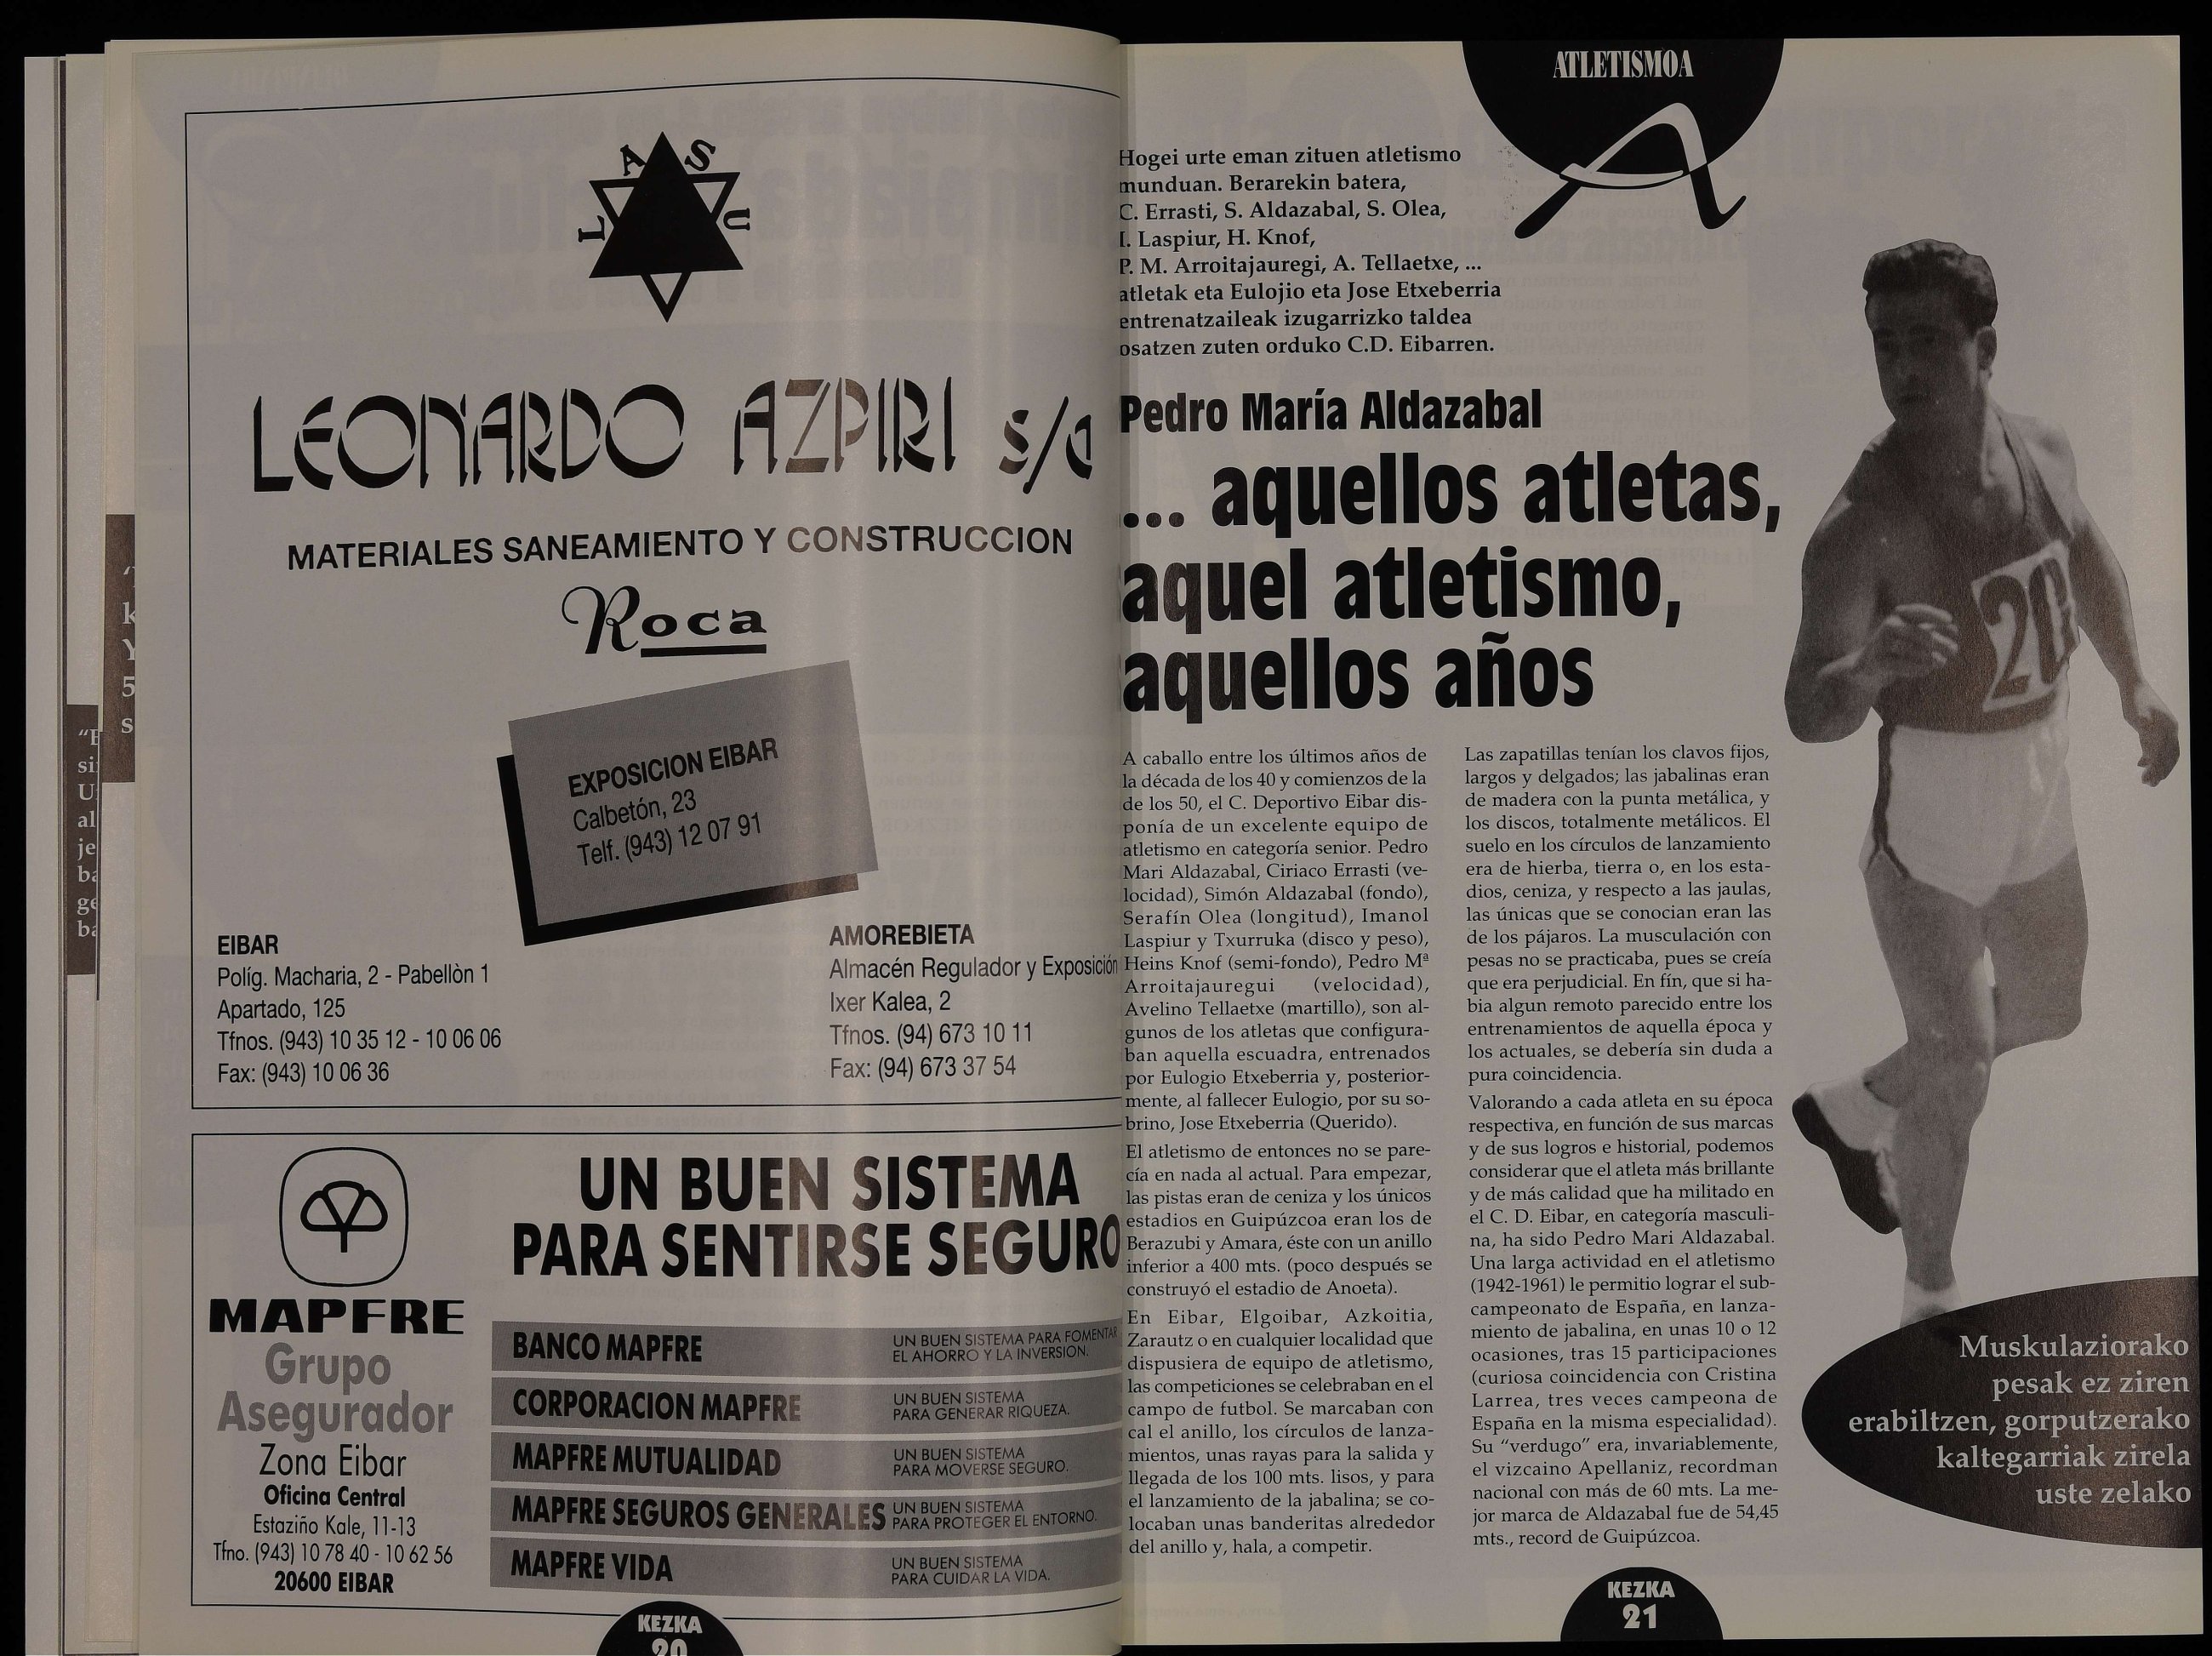 L A S U
LEONARDO AZPIRI s/a
MATERIALES SANEAMIENTO Y CONSTRUCCION
Roca
EXPOSICION EIBAR
Calbetón, 23
Telf. (943) 12 07 91
EIBAR
Políg. Macharia, 2 - Pabellòn 1
Apartado, 125
Tfnos. (943) 10 35 12 - 10 06 06
Fax: (943) 10 06 36
AMOREBIETA
Almacén Regulador y Exposición
Ixer Kalea, 2
Tfnos. (94) 673 10 11
Fax: (94) 673 37 54
MAPFRE
Grupo
Asegurador
Zona Eibar
Oficina Central
Estaziño Kale, 11-13
Tfno. (943) 10 78 40 - 10 62 56
20600 EIBAR
UN BUEN SISTEMA
PARA SENTIRSE SEGURO
BANCO MAPFRE
UN BUEN SISTEMA PARA FOMENTAR
EL AHORRO Y LA INVERSION.
CORPORACION MAPFRE
UN BUEN SISTEMA
PARA GENERAR RIQUEZA.
MAPFRE MUTUALIDAD
UN BUEN SISTEMA
PARA MOVERSE SEGURO.
MAPFRE SEGUROS GENERALES
UN BUEN SISTEMA
PARA PROTEGER EL ENTORNO.
MAPFRE VIDA
UN BUEN SISTEMA
PARA CUIDAR LA VIDA.
KEZKA
20
ATLETISMOA
A
Hogei urte eman zituen atletismo
munduan. Berarekin batera,
C. Errasti, S. Aldazabal, S. Olea,
I. Laspiur, H. Knof,
P. M. Arroitajauregi, A. Tellaetxe, ...
atletak eta Eulojio eta Jose Etxeberria
entrenatzaileak izugarrizko taldea
osatzen zuten orduko C.D. Eibarren.
Pedro María Aldazabal
... aquellos atletas,
aquel atletismo,
aquellos años
A caballo entre los últimos años de
la década de los 40 y comienzos de la
de los 50, el C. Deportivo Eibar dis-
ponía de un excelente equipo de
atletismo en categoría senior. Pedro
Mari Aldazabal, Ciriaco Errasti (ve-
locidad), Simón Aldazabal (fondo),
Serafín Olea (longitud), Imanol
Laspiur y Txurruka (disco y peso),
Heins Knof (semi-fondo), Pedro Mª
Arroitajauregui (velocidad),
Avelino Tellaetxe (martillo), son al-
gunos de los atletas que configura-
ban aquella escuadra, entrenados
por Eulogio Etxeberria y, posterior-
mente, al fallecer Eulogio, por su so-
brino, Jose Etxeberria (Querido).
El atletismo de entonces no se pare-
cía en nada al actual. Para empezar,
las pistas eran de ceniza y los únicos
estadios en Guipúzcoa eran los de
Berazubi y Amara, éste con un anillo
inferior a 400 mts. (poco después se
construyó el estadio de Anoeta).
En Eibar, Elgoibar, Azkoitia,
Zarautz o en cualquier localidad que
dispusiera de equipo de atletismo,
las competiciones se celebraban en el
campo de futbol. Se marcaban con
cal el anillo, los círculos de lanza-
mientos, unas rayas para la salida y
llegada de los 100 mts. lisos, y para
el lanzamiento de la jabalina; se co-
locaban unas banderitas alrededor
del anillo y, hala, a competir.
Las zapatillas tenían los clavos fijos,
largos y delgados; las jabalinas eran
de madera con la punta metálica, y
los discos, totalmente metálicos. El
suelo en los círculos de lanzamiento
era de hierba, tierra o, en los esta-
dios, ceniza, y respecto a las jaulas,
las únicas que se conocian eran las
de los pájaros. La musculación con
pesas no se practicaba, pues se creía
que era perjudicial. En fín, que si ha-
bia algun remoto parecido entre los
entrenamientos de aquella época y
los actuales, se debería sin duda a
pura coincidencia.
Valorando a cada atleta en su época
respectiva, en función de sus marcas
y de sus logros e historial, podemos
considerar que el atleta más brillante
y de más calidad que ha militado en
el C. D. Eibar, en categoría masculi-
na, ha sido Pedro Mari Aldazabal.
Una larga actividad en el atletismo
(1942-1961) le permitio lograr el sub-
campeonato de España, en lanza-
miento de jabalina, en unas 10 o 12
ocasiones, tras 15 participaciones
(curiosa coincidencia con Cristina
Larrea, tres veces campeona de
España en la misma especialidad).
Su “verdugo” era, invariablemente,
el vizcaino Apellaniz, recordman
nacional con más de 60 mts. La me-
jor marca de Aldazabal fue de 54,45
mts., record de Guipúzcoa.
Muskulaziorako
pesak ez ziren
erabiltzen, gorputzerako
kaltegarriak zirela
uste zelako
KEZKA
21